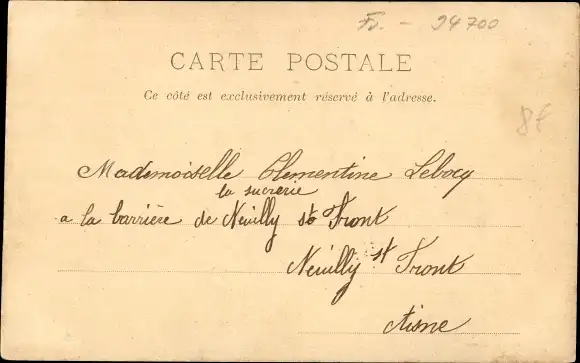 Fr. - 94700
CARTE POSTALE
Ce côté est exclusivement réservé à l'adresse.
8f
Mademoiselle Clementine Lebocq
la sucrerie
a la barrière de Neuilly st Front
Neuilly st Front
Aisne